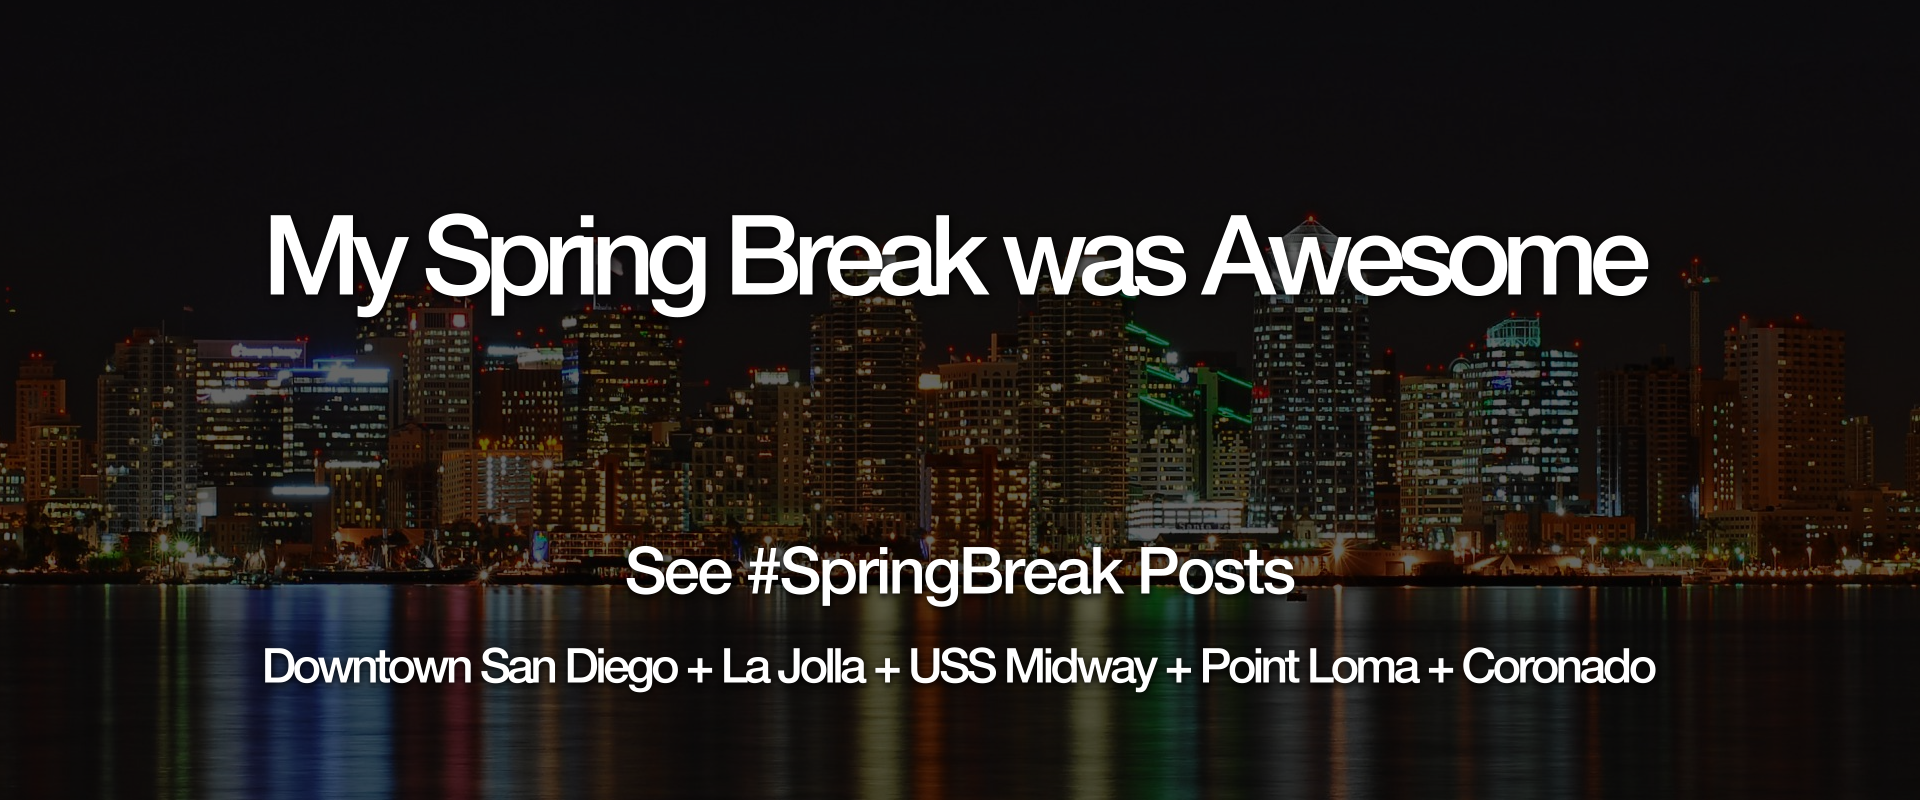 My Spring Break was Awesome
See #SpringBreak Posts
Downtown San Diego + La Jolla + USS Midway + Point Loma + Coronado